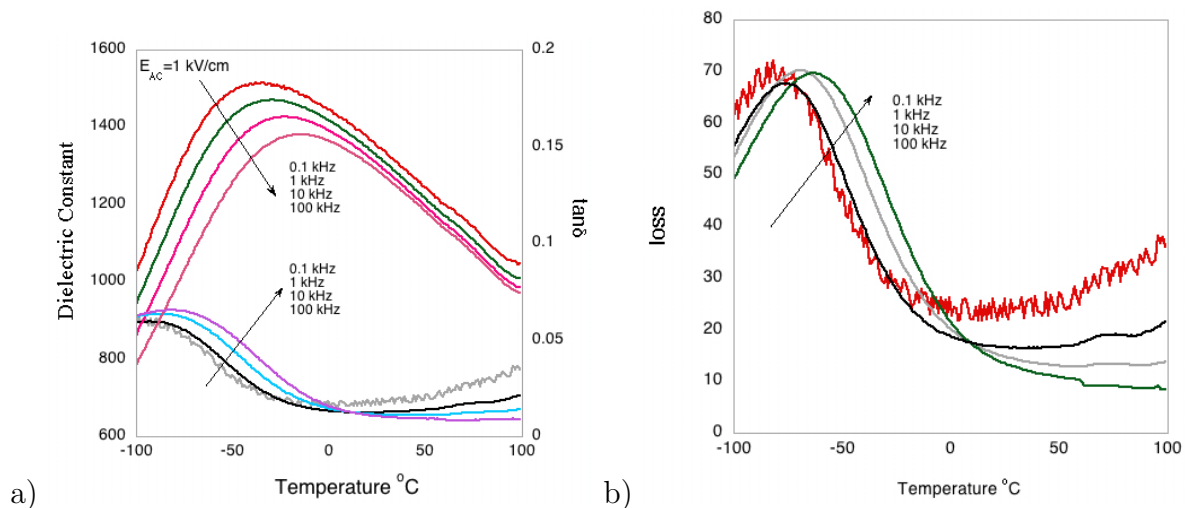 1600
1400
1200
1000
800
600
Dielectric Constant
E_AC=1 kV/cm
0.1 kHz
1 kHz
10 kHz
100 kHz
0.1 kHz
1 kHz
10 kHz
100 kHz
0.2
0.15
0.1
0.05
0
tanδ
-100
-50
0
50
100
Temperature °C
a)
80
70
60
50
40
30
20
10
0
loss
0.1 kHz
1 kHz
10 kHz
100 kHz
-100
-50
0
50
100
Temperature °C
b)